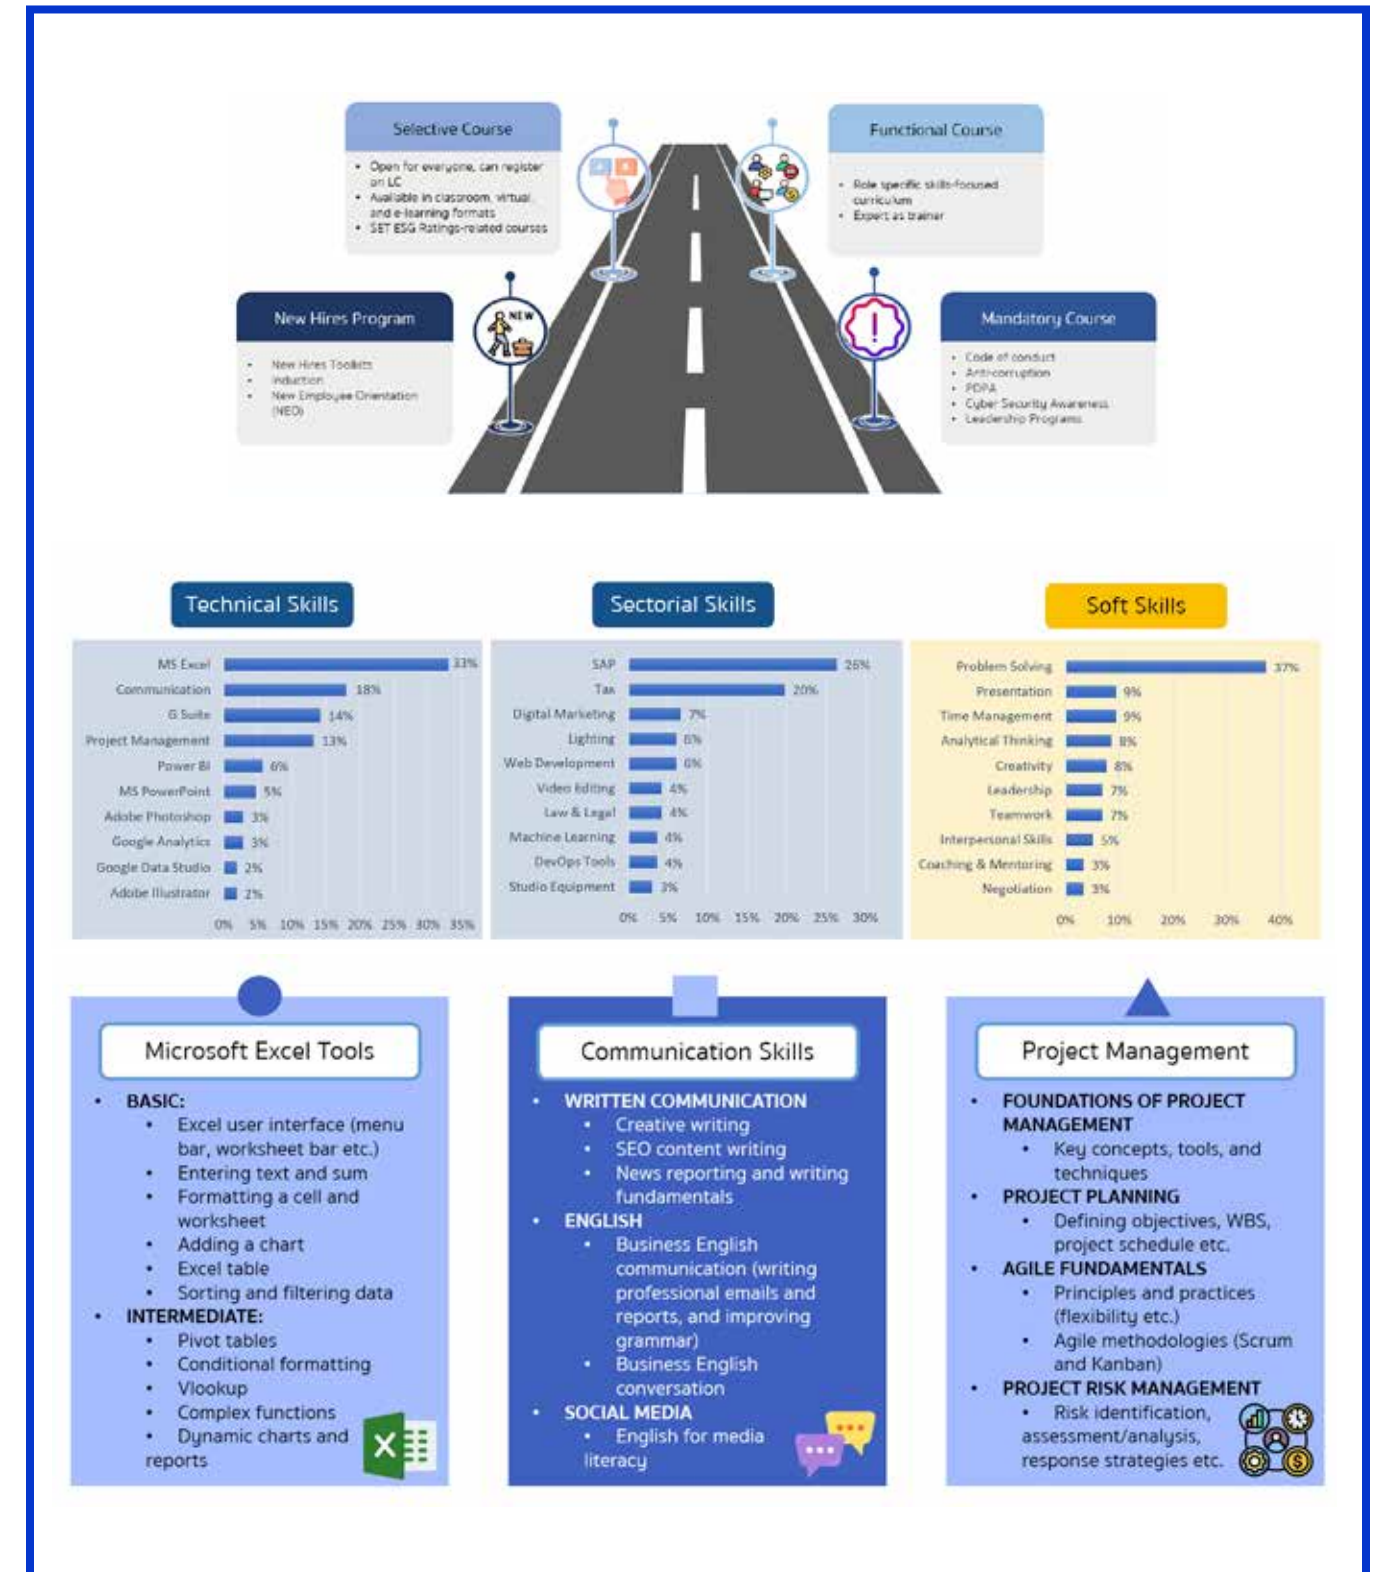 Selective Course
• Open for everyone, can register
on LC
• Available in classroom, virtual,
and e-learning formats
• SET ESG Ratings-related courses
Functional Course
• Role specific skills-focused
curriculum
• Expert as trainer
New Hires Program
• New Hires Toolkits
• Induction
• New Employee Orientation
(NEO)
NEW
Mandatory Course
• Code of conduct
• Anti-corruption
• PDPA
• Cyber Security Awareness
• Leadership Programs
Technical Skills
MS Excel 33%
Communication 18%
G Suite 14%
Project Management 13%
Power BI 6%
MS PowerPoint 5%
Adobe Photoshop 3%
Google Analytics 3%
Google Data Studio 2%
Adobe Illustrator 2%
0% 5% 10% 15% 20% 25% 30% 35%
Sectorial Skills
SAP 26%
Tax 20%
Digital Marketing 7%
Lighting 6%
Web Development 6%
Video Editing 4%
Law & Legal 4%
Machine Learning 4%
DevOps Tools 4%
Studio Equipment 3%
0% 5% 10% 15% 20% 25% 30%
Soft Skills
Problem Solving 37%
Presentation 9%
Time Management 9%
Analytical Thinking 8%
Creativity 8%
Leadership 7%
Teamwork 7%
Interpersonal Skills 5%
Coaching & Mentoring 3%
Negotiation 3%
0% 10% 20% 30% 40%
Microsoft Excel Tools
• BASIC:
• Excel user interface (menu
bar, worksheet bar etc.)
• Entering text and sum
• Formatting a cell and
worksheet
• Adding a chart
• Excel table
• Sorting and filtering data
• INTERMEDIATE:
• Pivot tables
• Conditional formatting
• Vlookup
• Complex functions
• Dynamic charts and
reports
X
Communication Skills
• WRITTEN COMMUNICATION
• Creative writing
• SEO content writing
• News reporting and writing
fundamentals
• ENGLISH
• Business English
communication (writing
professional emails and
reports, and improving
grammar)
• Business English
conversation
• SOCIAL MEDIA
• English for media
literacy
Project Management
• FOUNDATIONS OF PROJECT
MANAGEMENT
• Key concepts, tools, and
techniques
• PROJECT PLANNING
• Defining objectives, WBS,
project schedule etc.
• AGILE FUNDAMENTALS
• Principles and practices
(flexibility etc.)
• Agile methodologies (Scrum
and Kanban)
• PROJECT RISK MANAGEMENT
• Risk identification,
assessment/analysis,
response strategies etc.
$